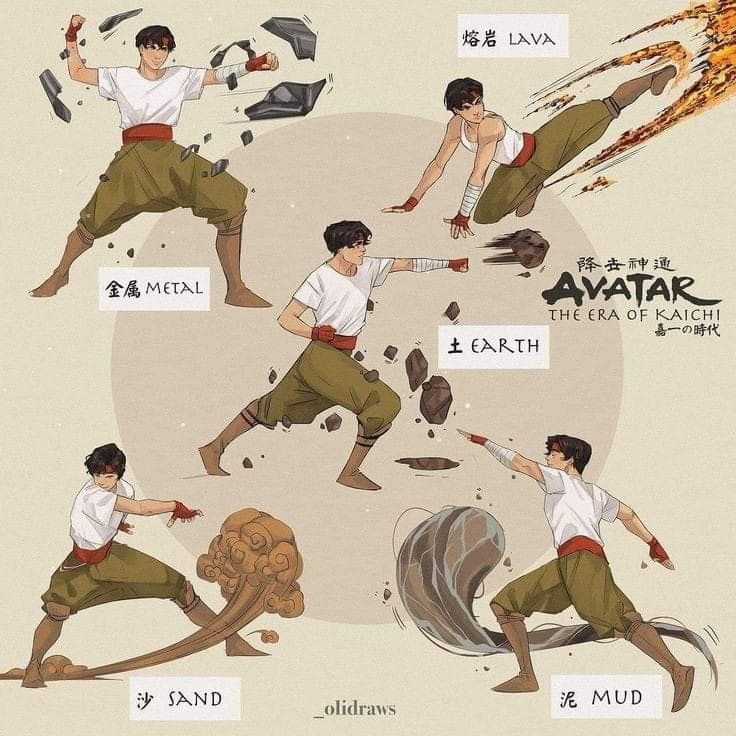 熔岩 LAVA
降去神通
AVATAR
THE ERA OF KAICHI
嘉一の時代
金属 METAL
土 EARTH
沙 SAND
泥 MUD
_olidraws